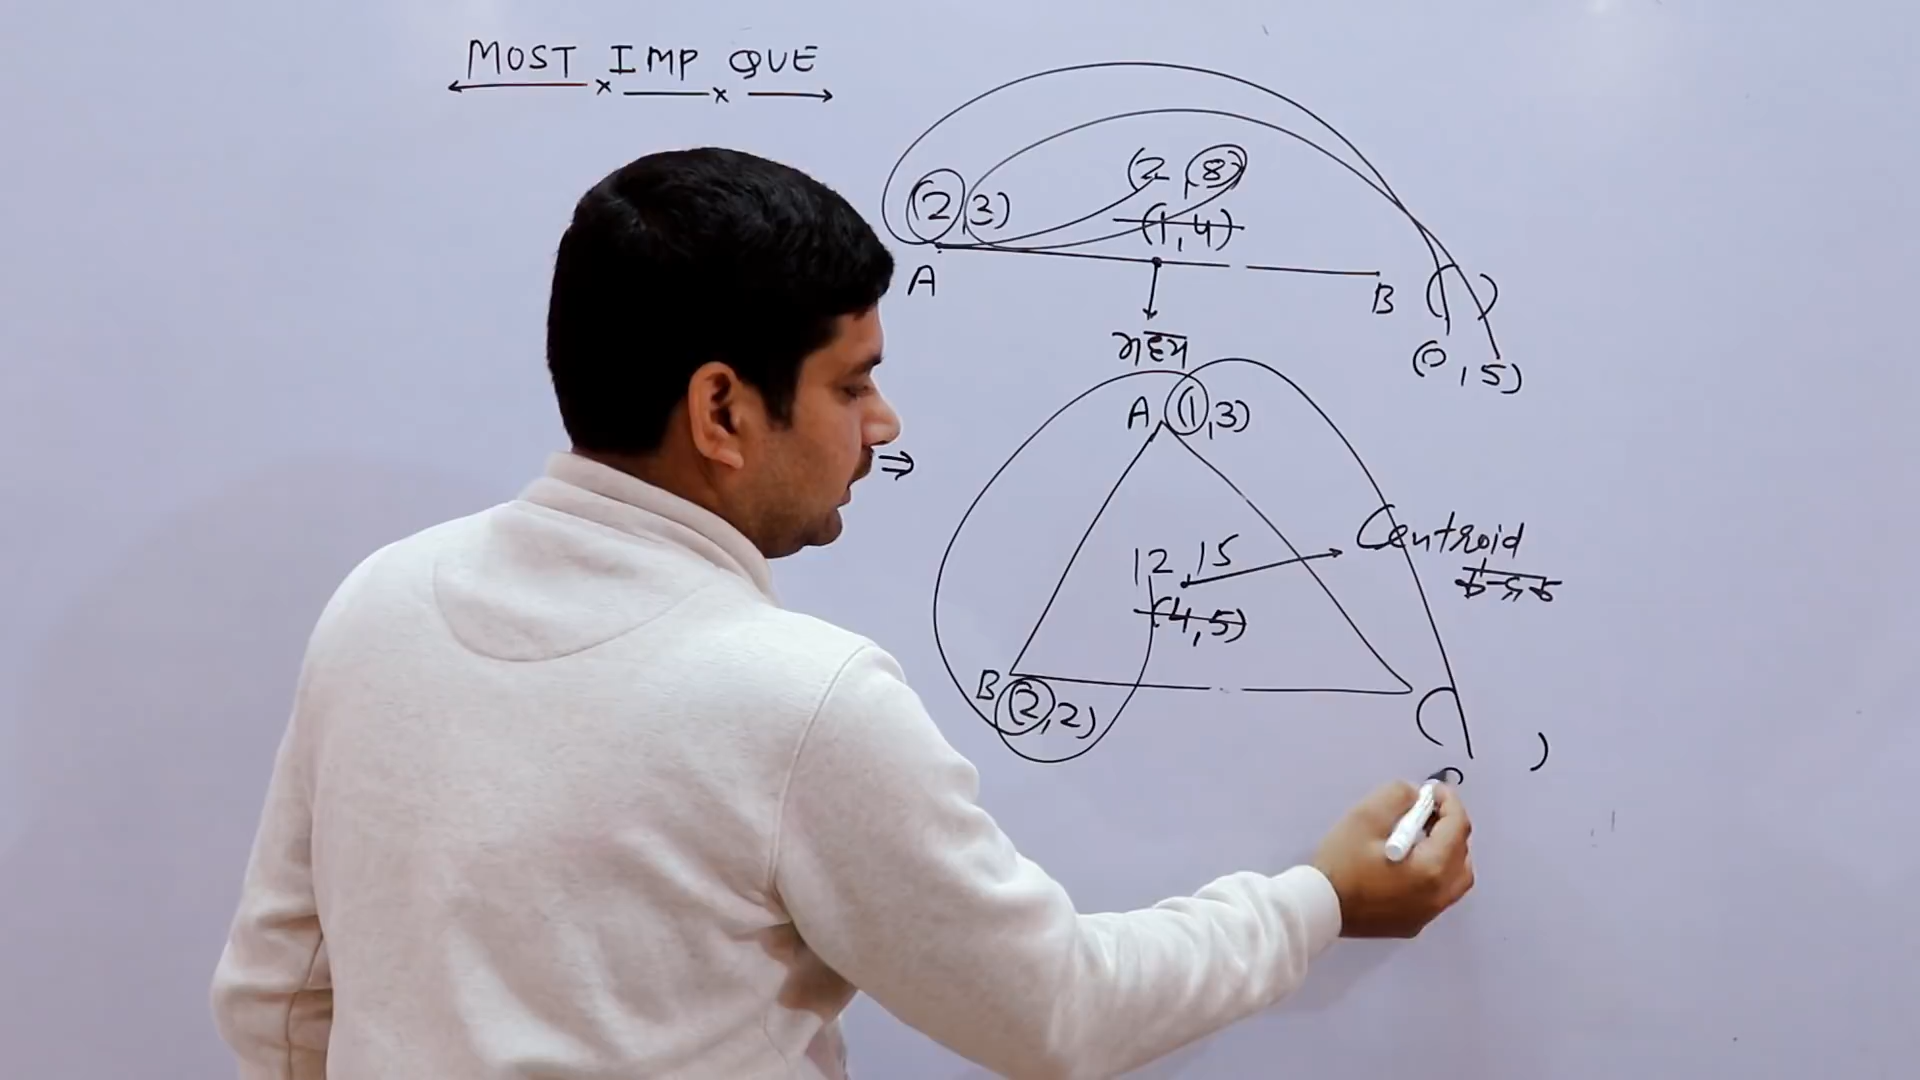 MOST IMP QUE
(2, 8)
(2, 3)
(1, 4)
A
B
मध्य
(0, 5)
A (1, 3)
⇒
Centroid
12, 15
(4, 5)
B (2, 2)
( )